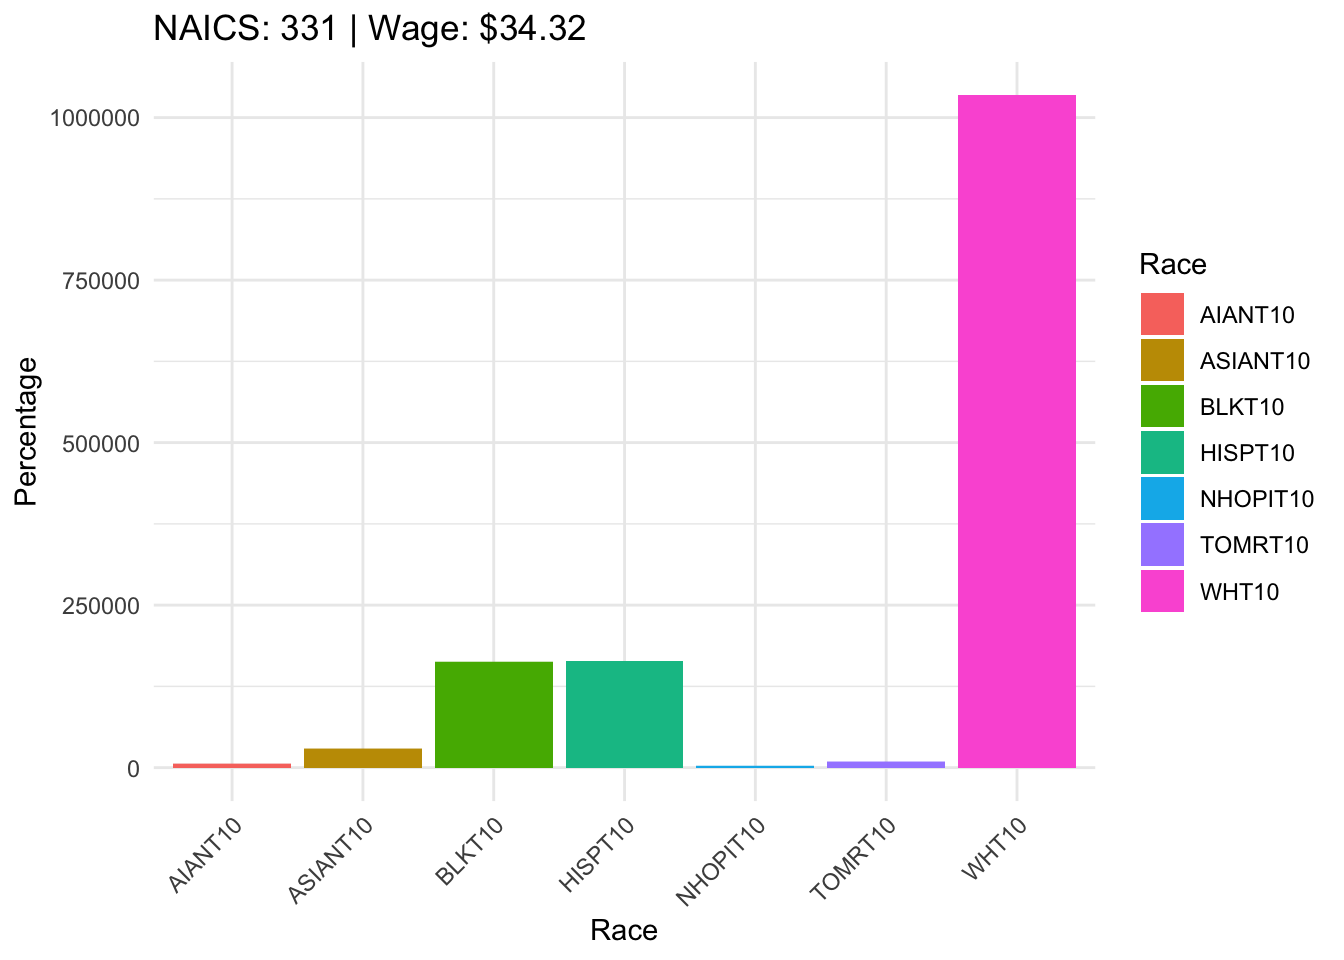 NAICS: 331 | Wage: $34.32
Percentage
1000000
750000
500000
250000
0
AIANT10
ASIANT10
BLKT10
HISPT10
NHOPIT10
TOMRT10
WHT10
Race
Race
AIANT10
ASIANT10
BLKT10
HISPT10
NHOPIT10
TOMRT10
WHT10